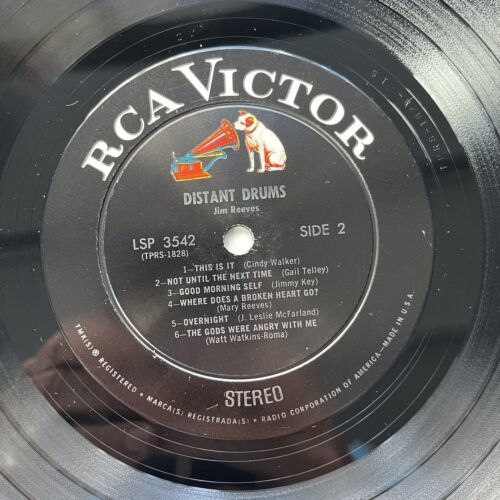 RCA VICTOR
DISTANT DRUMS
Jim Reeves
LSP 3542
(TPRS-1828)
SIDE 2
1—THIS IS IT (Cindy Walker)
2—NOT UNTIL THE NEXT TIME (Gail Telley)
3—GOOD MORNING SELF (Jimmy Key)
4—WHERE DOES A BROKEN HEART GO?
(Mary Reeves)
5—OVERNIGHT (J. Leslie McFarland)
6—THE GODS WERE ANGRY WITH ME
(Watt Watkins-Roma)
STEREO
TMK(S) ® REGISTERED • MARCA(S) REGISTRADA(S) • RADIO CORPORATION OF AMERICA—MADE IN U.S.A.